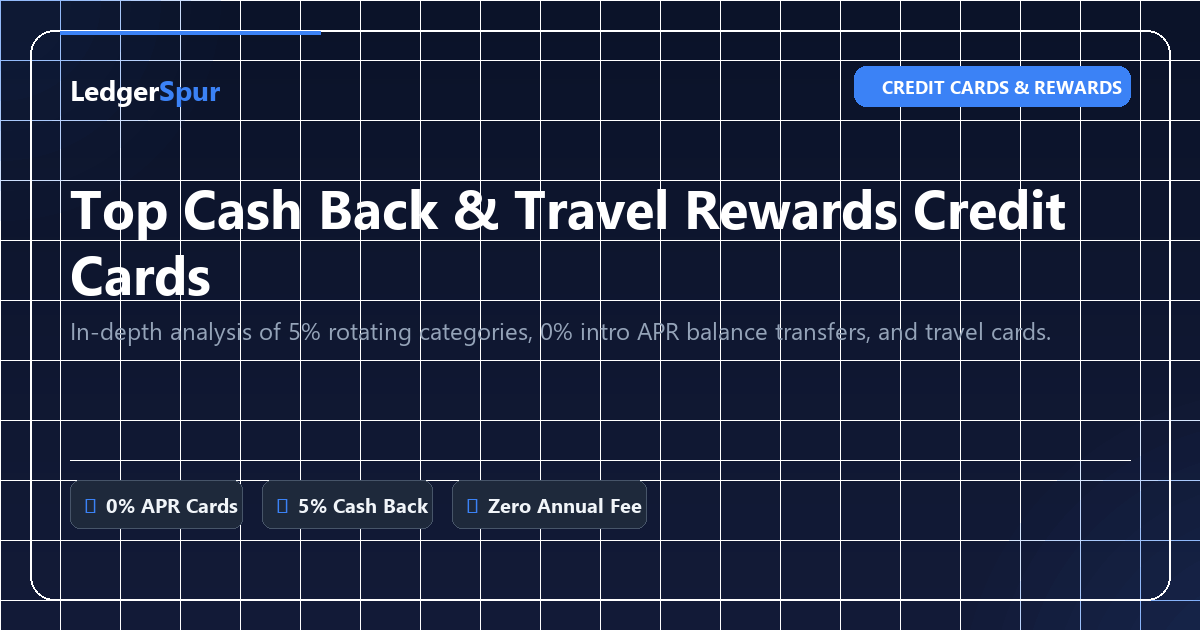 LedgerSpur
CREDIT CARDS & REWARDS
Top Cash Back & Travel Rewards Credit
Cards
In-depth analysis of 5% rotating categories, 0% intro APR balance transfers, and travel cards.
0% APR Cards
5% Cash Back
Zero Annual Fee